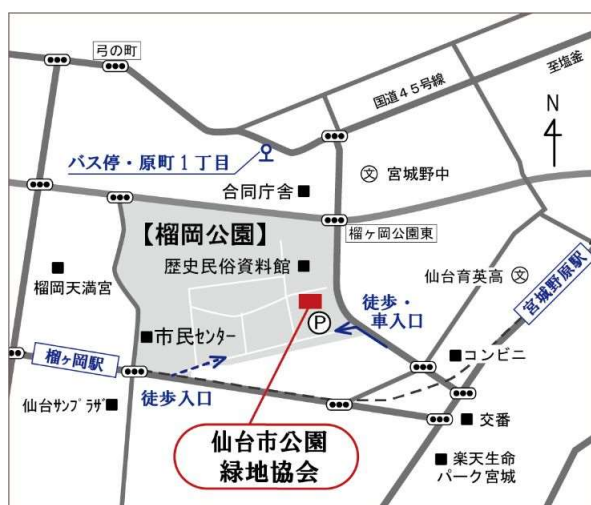 弓の町
国道45号線
至塩釜
N
バス停・原町1丁目
文 宮城野中
合同庁舎
【榴岡公園】
榴ヶ岡公園東
歴史民俗資料館
仙台育英高 文
宮城野原駅
榴岡天満宮
徒歩・
車入口
P
市民センター
コンビニ
榴ヶ岡駅
徒歩入口
仙台サンプラザ
交番
仙台市公園
緑地協会
楽天生命
パーク宮城